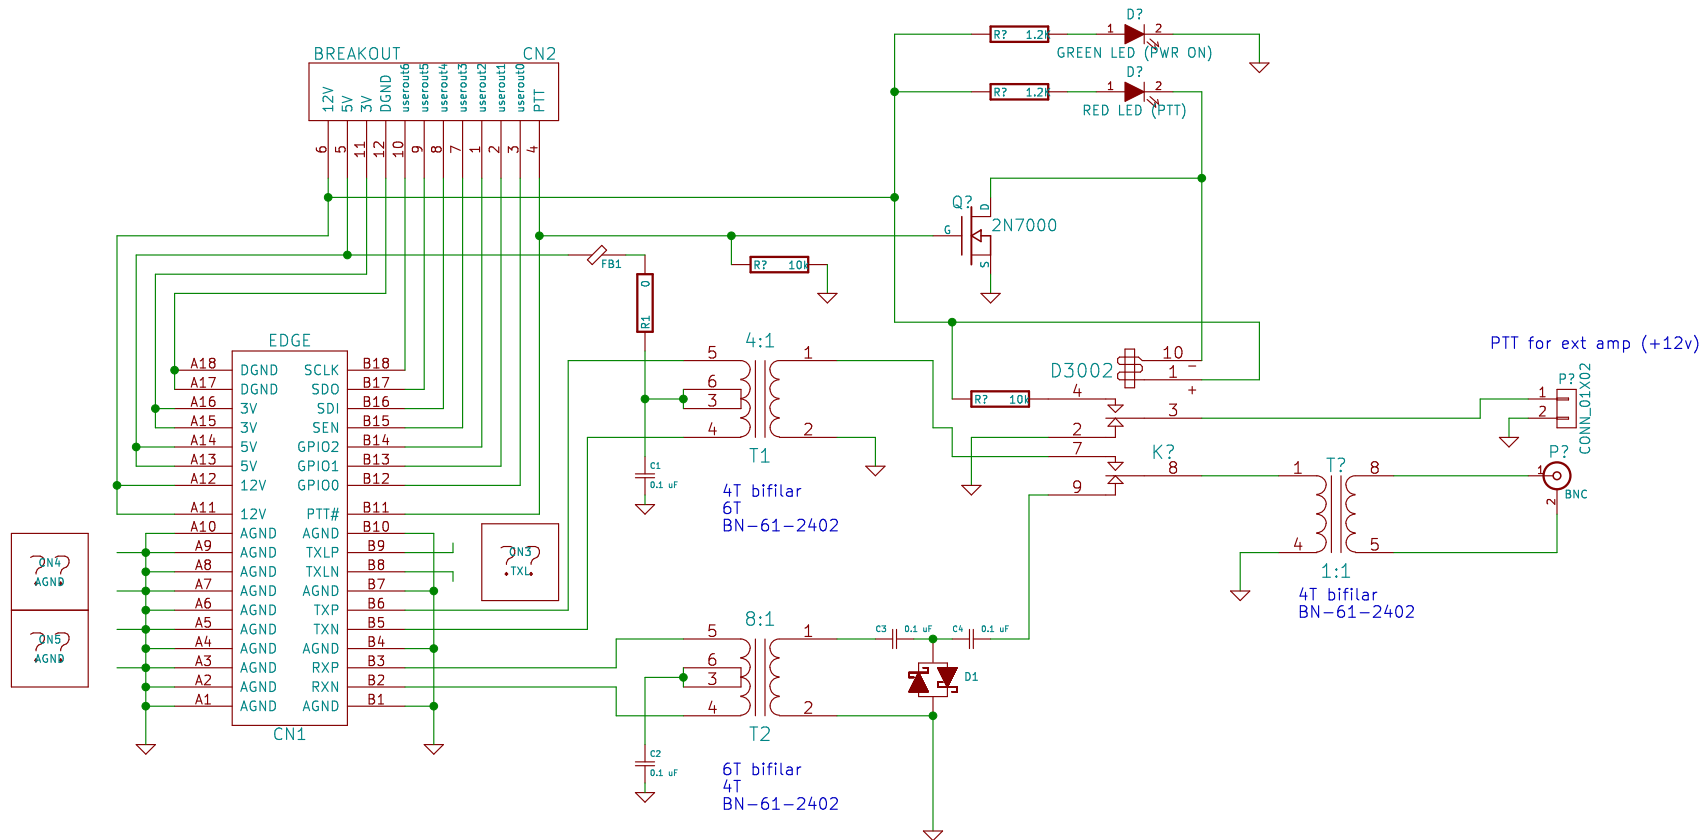 D?
R? 1.2k 1 2
GREEN LED (PWR ON)
D?
R? 1.2k
RED LED (PTT)
BREAKOUT CN2
12V 5V 3V DGND userout6 userout5 userout4 userout3 userout2 userout1 userout0 PTT
6 5 11 12 10 9 8 7 1 2 3 4
Q? D
2N7000
G
S
FB1
R? 10k
R1 0
EDGE
A18 DGND SCLK B18
A17 DGND SDO B17
A16 3V SDI B16
A15 3V SEN B15
A14 5V GPIO2 B14
A13 5V GPIO1 B13
A12 12V GPIO0 B12
A11 12V PTT# B11
A10 AGND AGND B10
A9 AGND TXLP B9
A8 AGND TXLN B8
A7 AGND AGND B7
A6 AGND TXP B6
A5 AGND TXN B5
A4 AGND AGND B4
A3 AGND RXP B3
A2 AGND RXN B2
A1 AGND AGND B1
CN1
CN4
??
AGND
CN5
??
AGND
CN3
??
TXL
4:1
5 1
6
3
4 2
T1
C1
0.1 uF
4T bifilar
6T
BN-61-2402
D3002
10
-
1
+
R? 10k
4
3
2
7
K?
8
9
PTT for ext amp (+12v)
P?
1
2
CONN_01X02
P?
1
BNC
2
T?
1 8
4 5
1:1
4T bifilar
BN-61-2402
8:1
5 1
6
3
4 2
T2
C2
0.1 uF
6T bifilar
4T
BN-61-2402
C3 0.1 uF C4 0.1 uF
D1